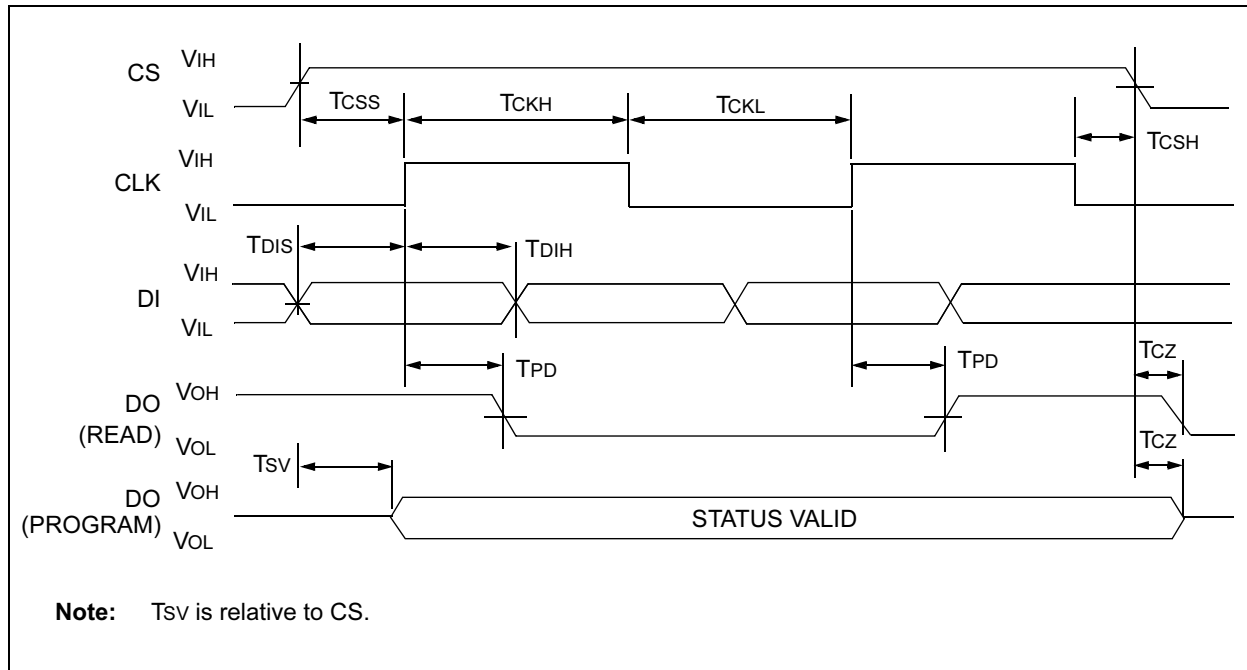 CS
VIH
VIL
TCSS
TCKH
TCKL
TCSH
CLK
VIH
VIL
TDIS
TDIH
DI
VIH
VIL
TPD
TPD
TCZ
DO
(READ)
VOH
VOL
TCZ
TSV
DO
(PROGRAM)
VOH
VOL
STATUS VALID
Note: TSV is relative to CS.